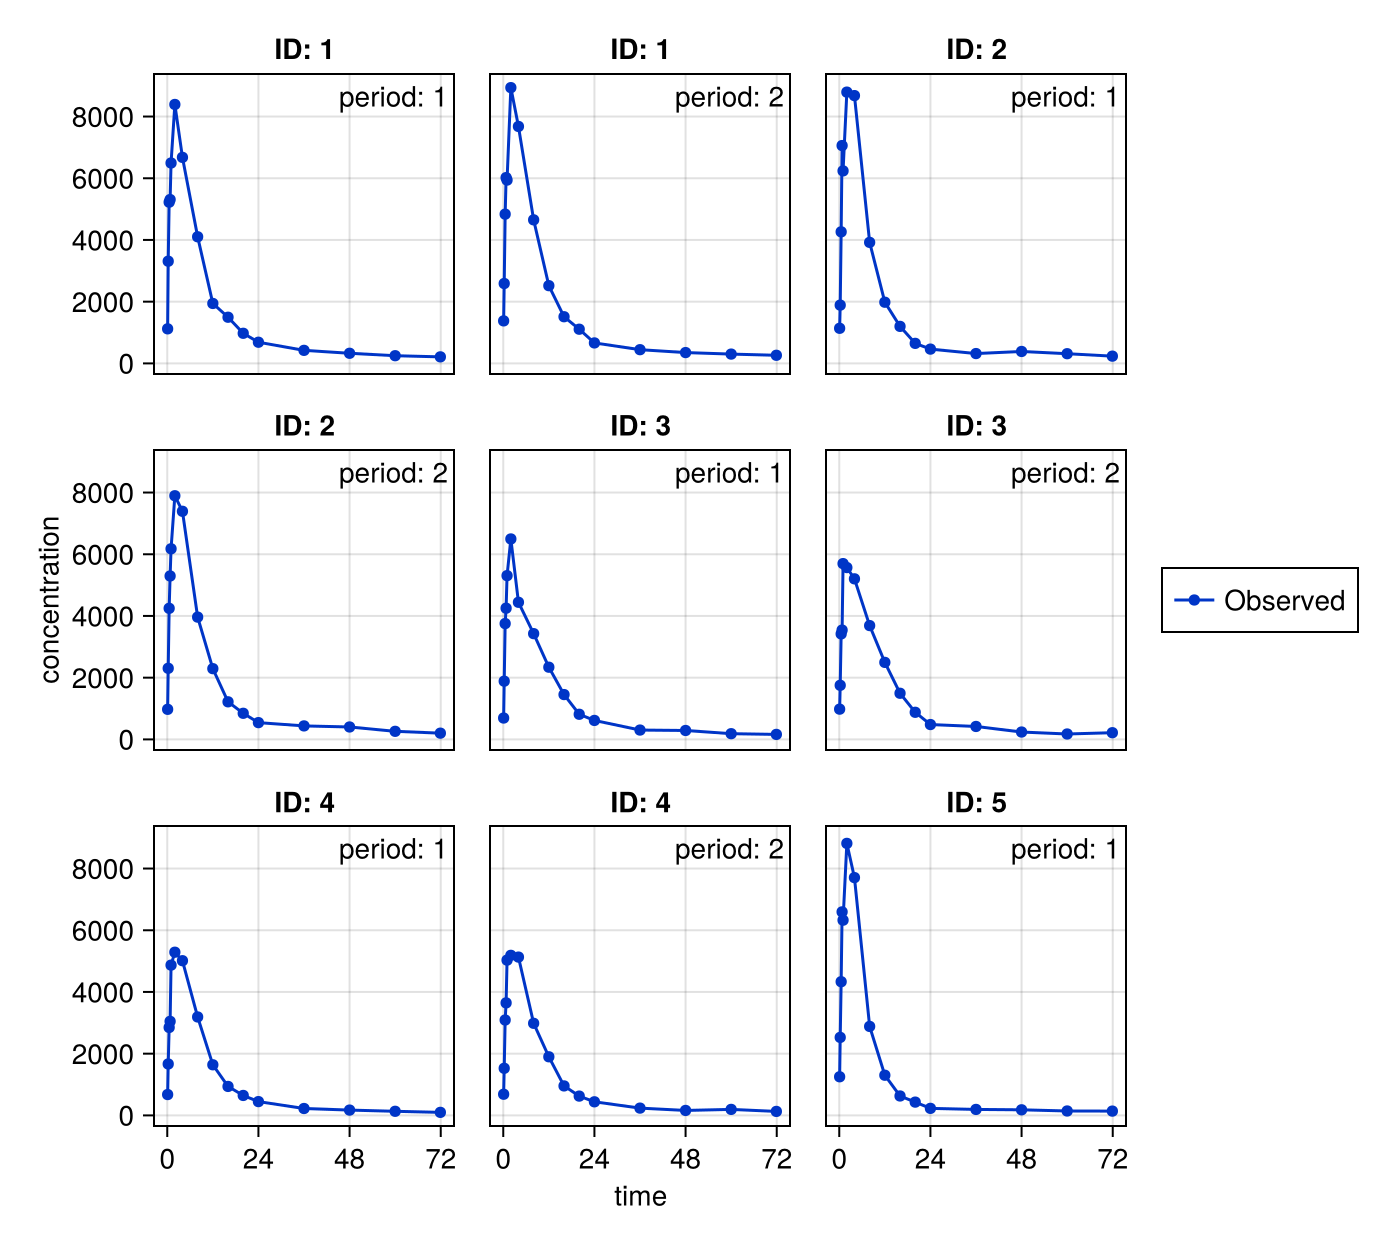 ID: 1
period: 1
8000
6000
4000
2000
0
ID: 1
period: 2
ID: 2
period: 1
ID: 2
period: 2
8000
6000
4000
2000
0
concentration
ID: 3
period: 1
ID: 3
period: 2
Observed
ID: 4
period: 1
8000
6000
4000
2000
0
0 24 48 72
ID: 4
period: 2
0 24 48 72
ID: 5
period: 1
0 24 48 72
time